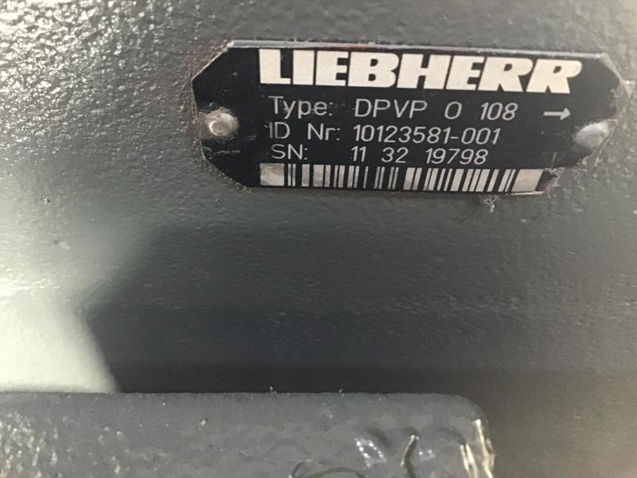 LIEBHERR
Type: DPVP O 108 →
ID Nr: 10123581-001
SN: 11 32 19798